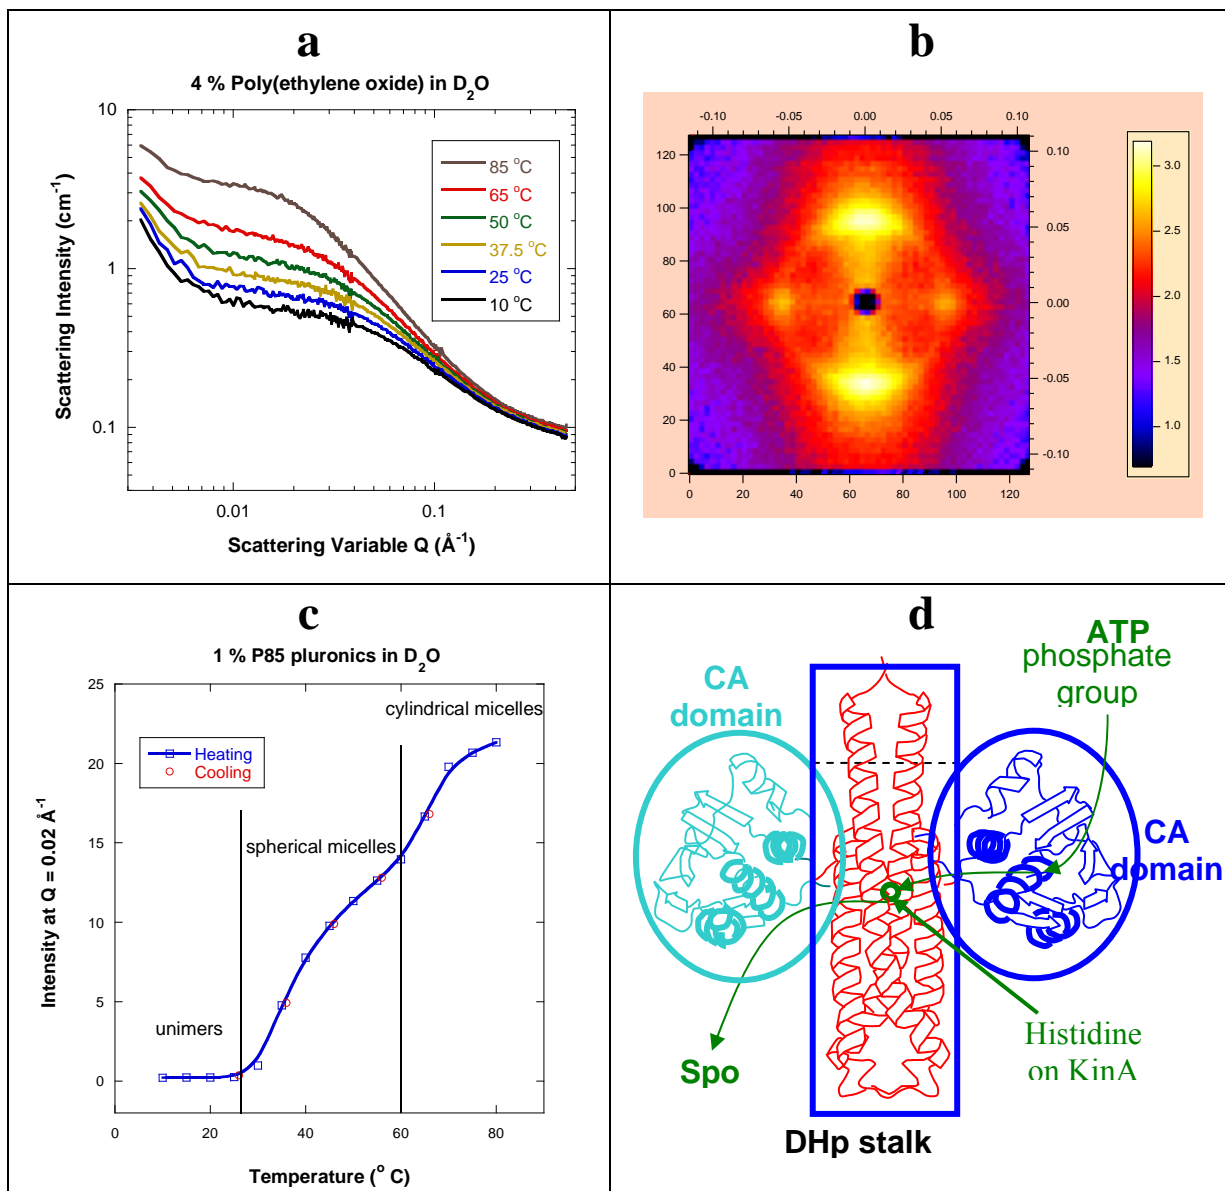 a
4 % Poly(ethylene oxide) in D2O
10
1
0.1
0.01
0.1
85 °C
65 °C
50 °C
37.5 °C
25 °C
10 °C
Scattering Intensity (cm-1)
Scattering Variable Q (Å-1)
b
-0.10
-0.05
0.00
0.05
0.10
120
100
80
60
40
20
0
0
20
40
60
80
100
120
0.10
0.05
0.00
-0.05
-0.10
3.0
2.5
2.0
1.5
1.0
c
1 % P85 pluronics in D2O
25
20
15
10
5
0
0
20
40
60
80
Heating
Cooling
cylindrical micelles
spherical micelles
unimers
Intensity at Q = 0.02 Å-1
Temperature (° C)
d
ATP
phosphate
group
CA
domain
CA
domain
Spo
Histidine
on KinA
DHp stalk